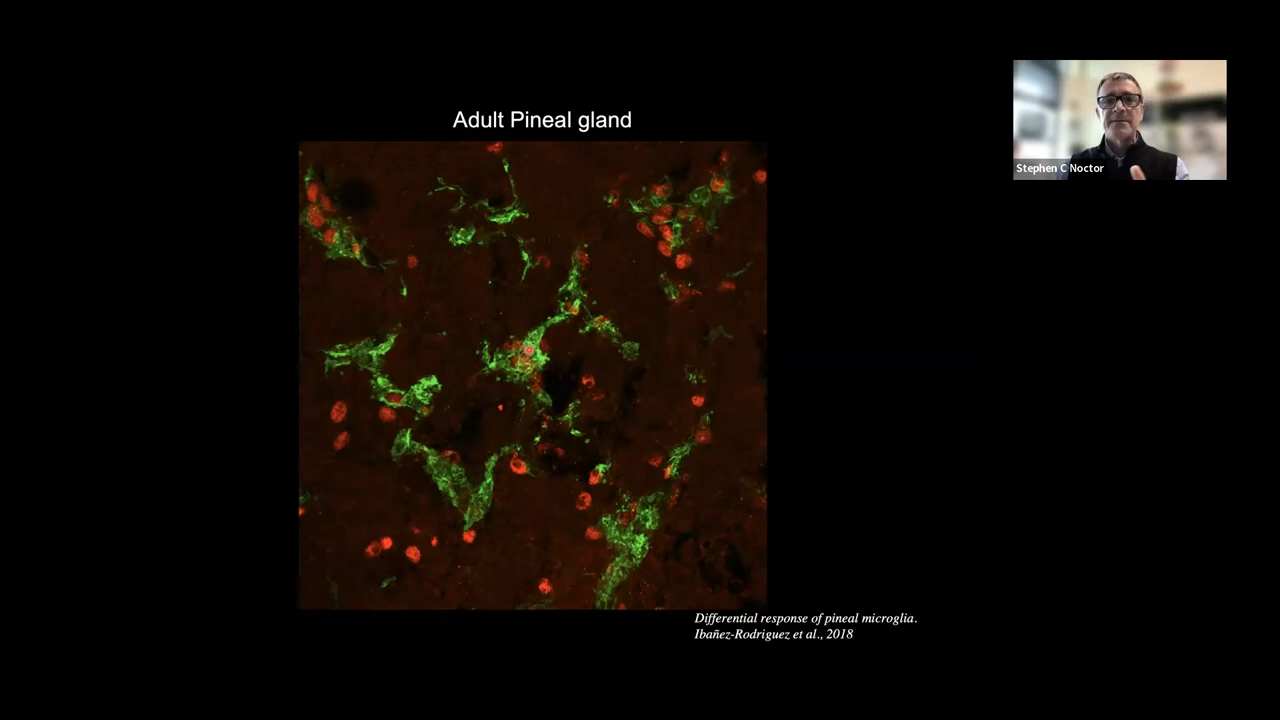 Adult Pineal gland
Stephen C Noctor
Differential response of pineal microglia.
Ibañez-Rodriguez et al., 2018